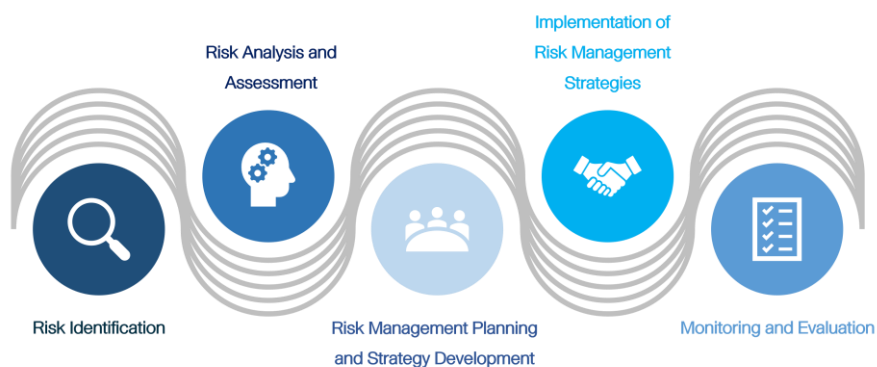 Risk Identification
Risk Analysis and
Assessment
Risk Management Planning
and Strategy Development
Implementation of
Risk Management
Strategies
Monitoring and Evaluation